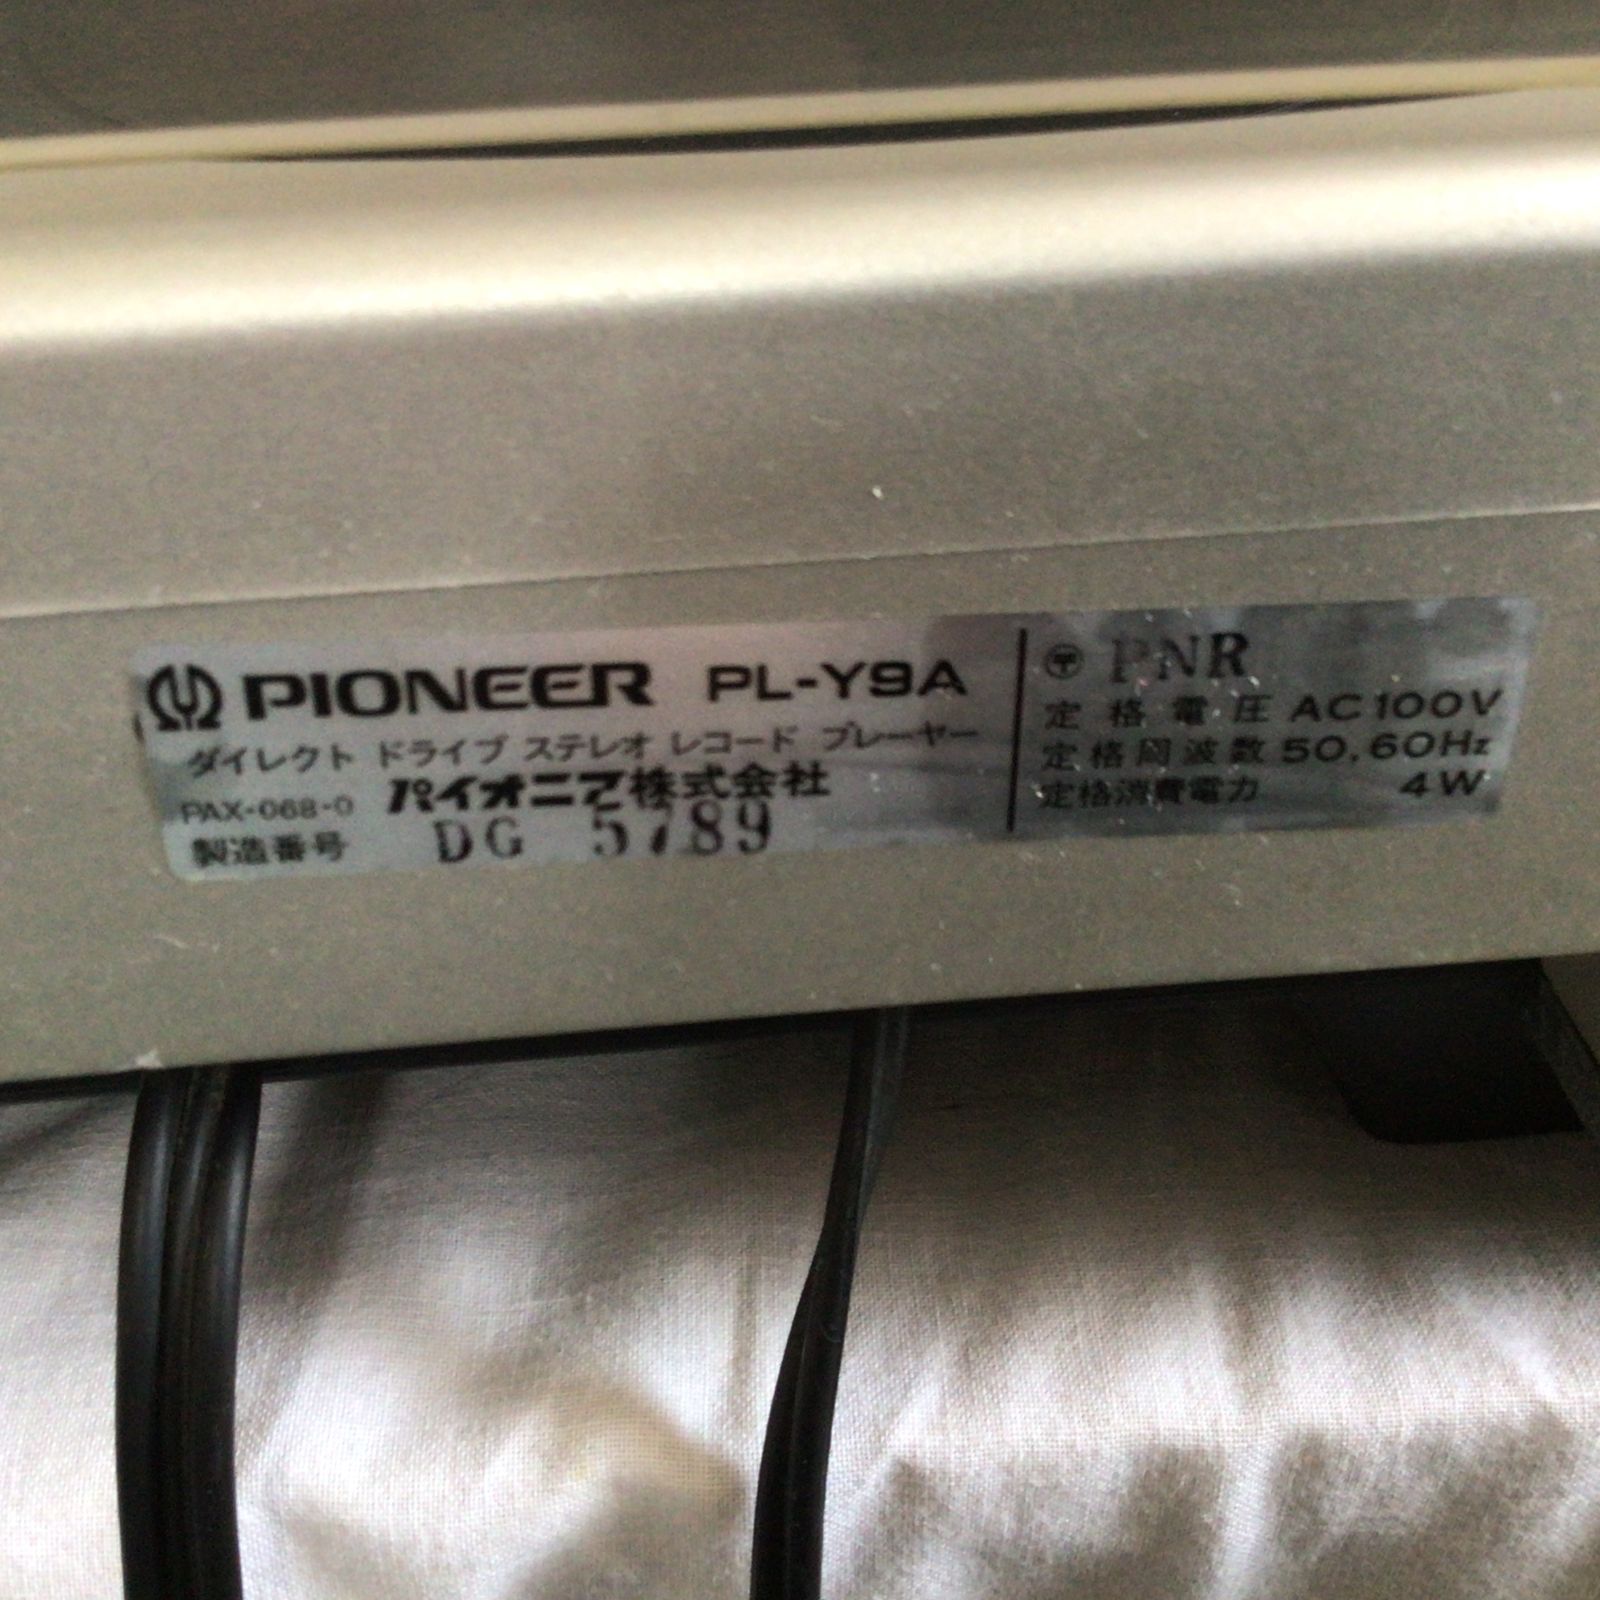 PIONEER PL-Y9A
ダイレクト ドライブ ステレオ レコード プレーヤー
パイオニア株式会社
PAX-068-0
製造番号 DG 5789
〒 PNR
定格電圧 AC100V
定格周波数 50,60Hz
定格消費電力 4W